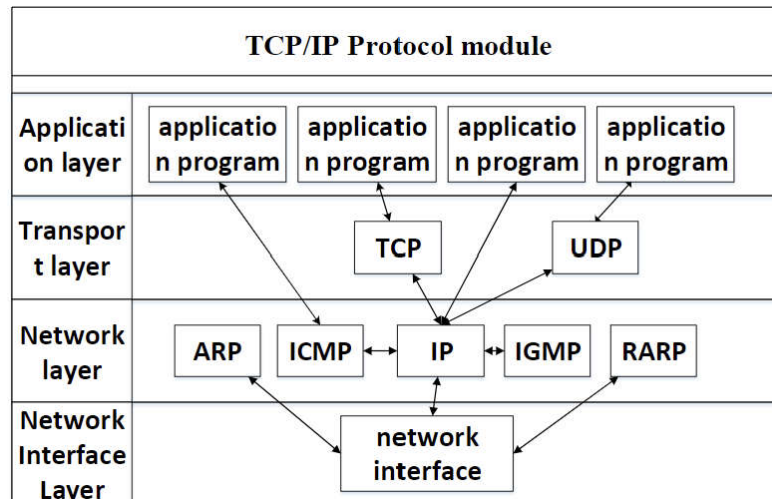 TCP/IP Protocol module
Applicati
on layer
applicatio
n program
applicatio
n program
applicatio
n program
applicatio
n program
Transpor
t layer
TCP
UDP
Network
layer
ARP
ICMP
IP
IGMP
RARP
Network
Interface
Layer
network
interface